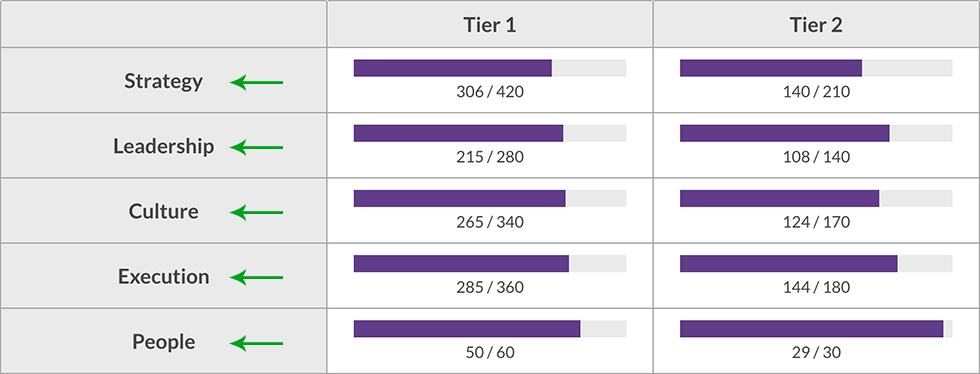 Tier 1 Tier 2
Strategy
306 / 420 140 / 210
Leadership
215 / 280 108 / 140
Culture
265 / 340 124 / 170
Execution
285 / 360 144 / 180
People
50 / 60 29 / 30